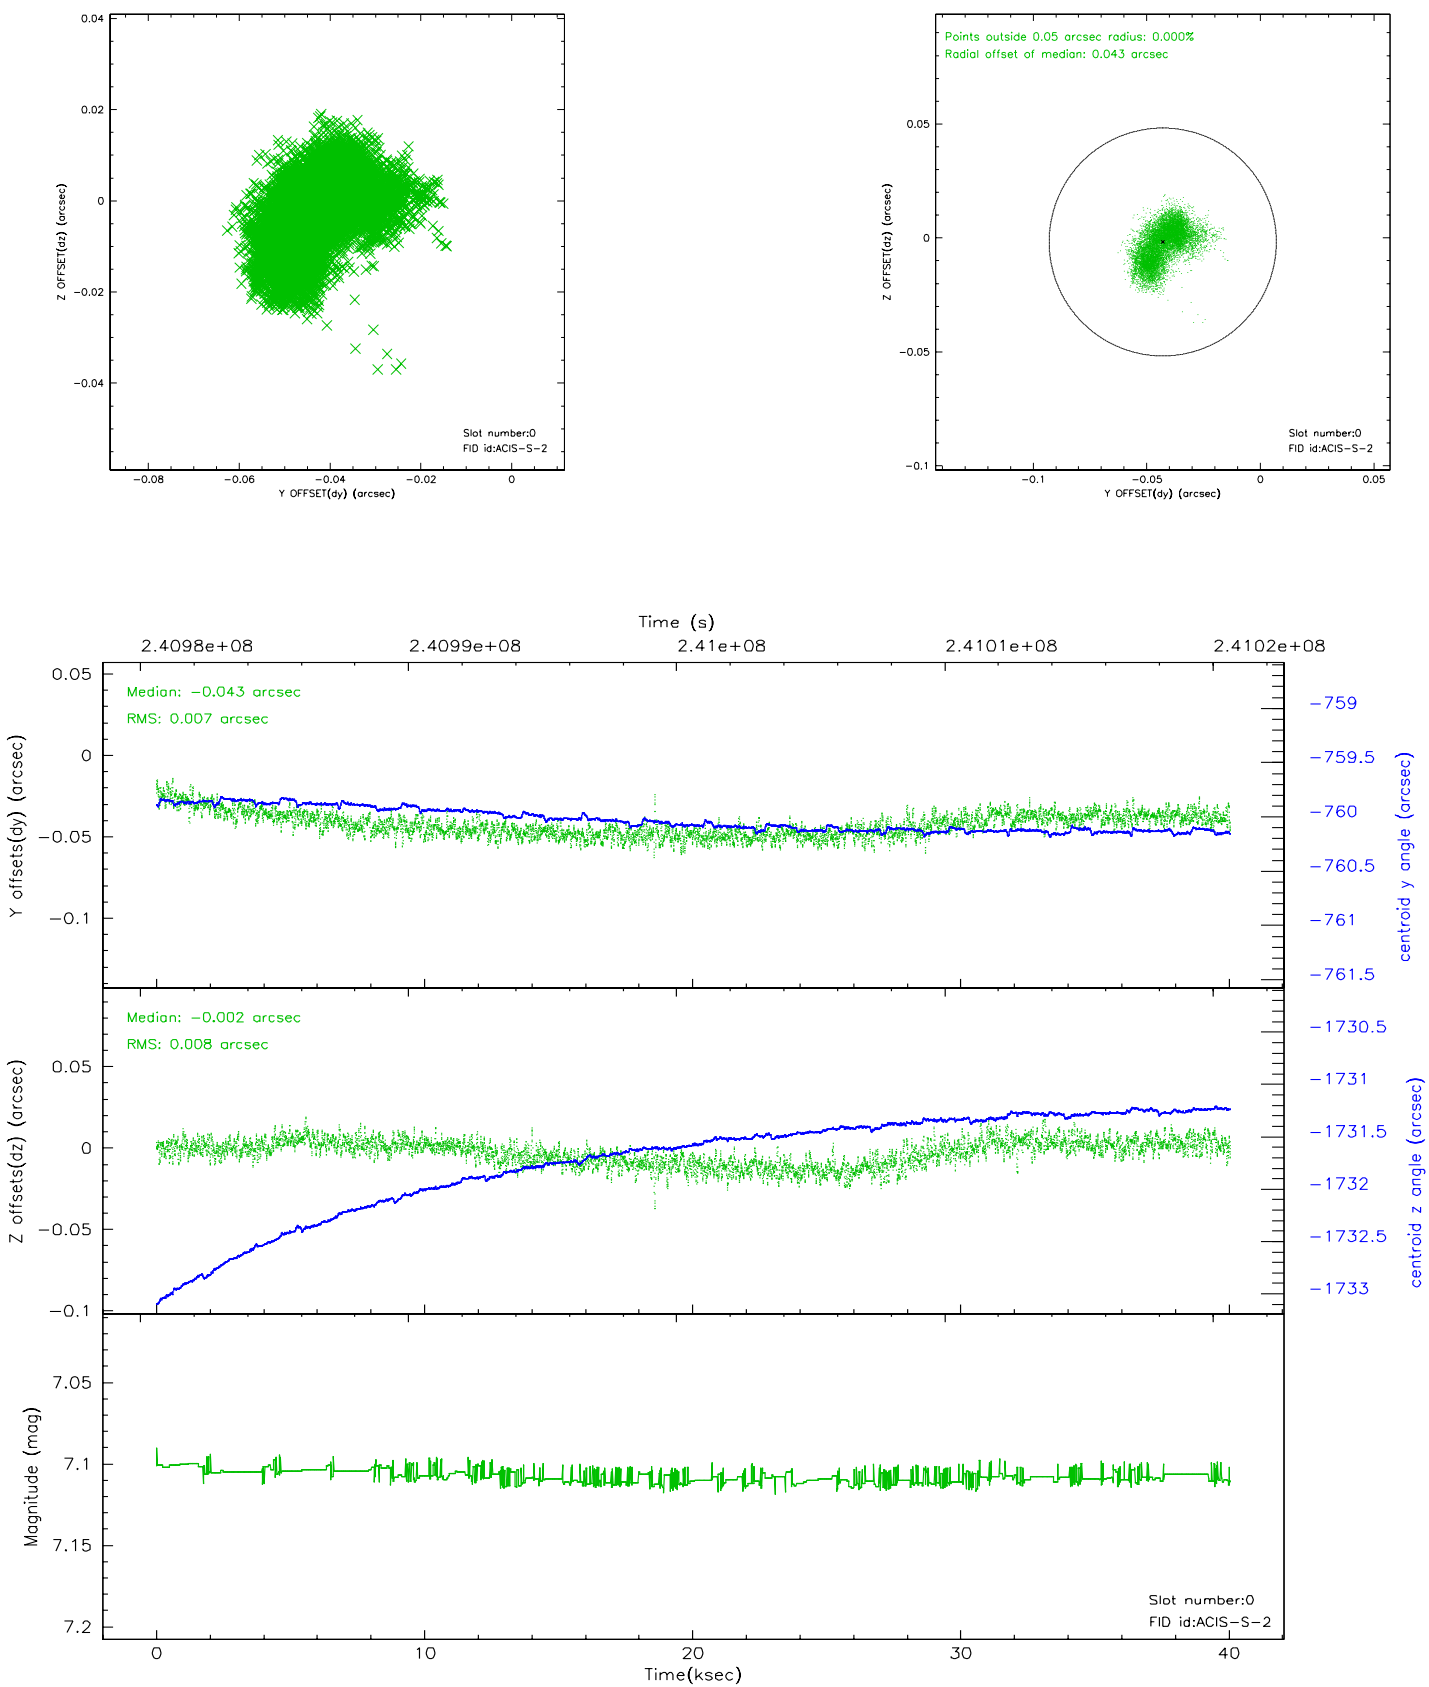 0.04
0.02
0
−0.02
−0.04
Z OFFSET(dz) (arcsec)
Slot number:0
FID id:ACIS−S−2
−0.08 −0.06 −0.04 −0.02 0
Y OFFSET(dy) (arcsec)
Points outside 0.05 arcsec radius: 0.000%
Radial offset of median: 0.043 arcsec
0.05
0
−0.05
−0.1
Z OFFSET(dz) (arcsec)
Slot number:0
FID id:ACIS−S−2
−0.1 −0.05 0 0.05
Y OFFSET(dy) (arcsec)
Time (s)
2.4098e+08 2.4099e+08 2.41e+08 2.4101e+08 2.4102e+08
Median: −0.043 arcsec
RMS: 0.007 arcsec
0.05
0
−0.05
−0.1
Y offsets(dy) (arcsec)
−759
−759.5
−760
−760.5
−761
−761.5
centroid y angle (arcsec)
Median: −0.002 arcsec
RMS: 0.008 arcsec
0.05
0
−0.05
−0.1
Z offsets(dz) (arcsec)
−1730.5
−1731
−1731.5
−1732
−1732.5
−1733
centroid z angle (arcsec)
7.05
7.1
7.15
7.2
Magnitude (mag)
Slot number:0
FID id:ACIS−S−2
0 10 20 30 40
Time(ksec)